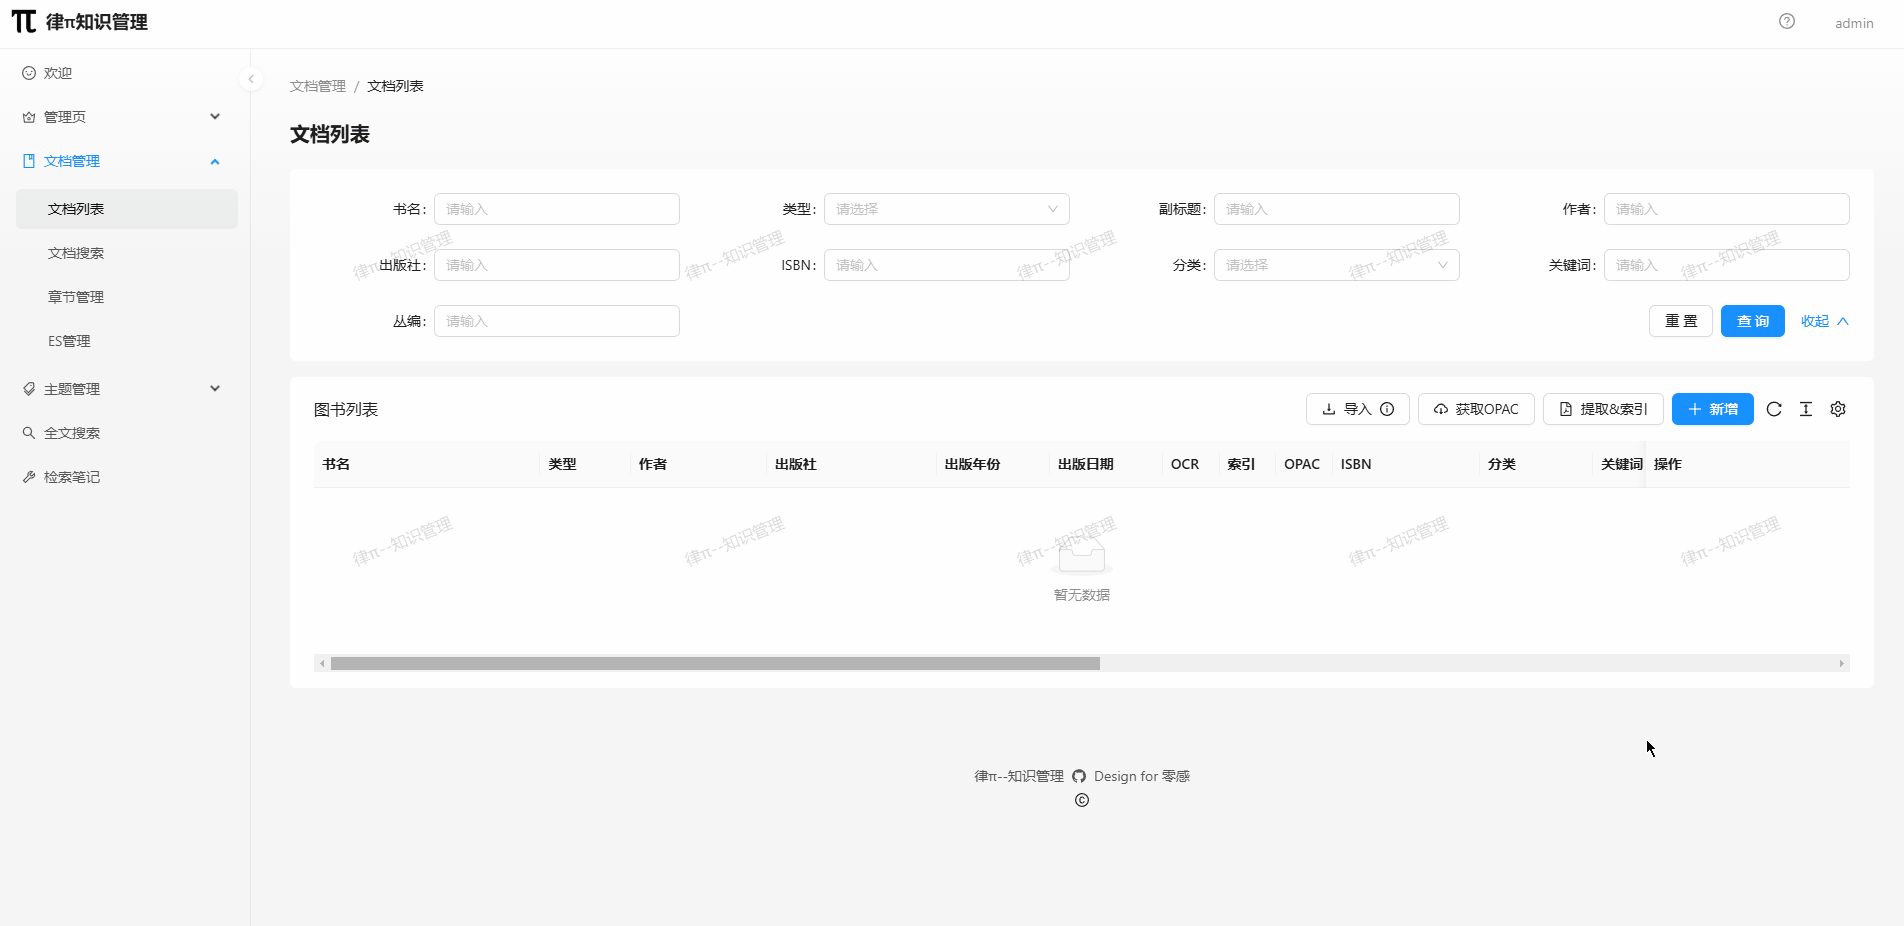 律π知识管理
admin
欢迎
管理页
文档管理
文档列表
文档搜索
章节管理
ES管理
主题管理
全文搜索
检索笔记
文档管理 / 文档列表
文档列表
书名: 请输入 类型: 请选择 副标题: 请输入 作者: 请输入
出版社: 请输入 ISBN: 请输入 分类: 请选择 关键词: 请输入
律π--知识管理 律π--知识管理 律π--知识管理 律π--知识管理 律π--知识管理
丛编: 请输入 重 置 查 询 收起
图书列表 导入 获取OPAC 提取&索引 新增
书名 类型 作者 出版社 出版年份 出版日期 OCR 索引 OPAC ISBN 分类 关键词 操作
律π--知识管理 律π--知识管理 律π--知识管理 律π--知识管理 律π--知识管理
暂无数据
律π--知识管理 Design for 零感
©